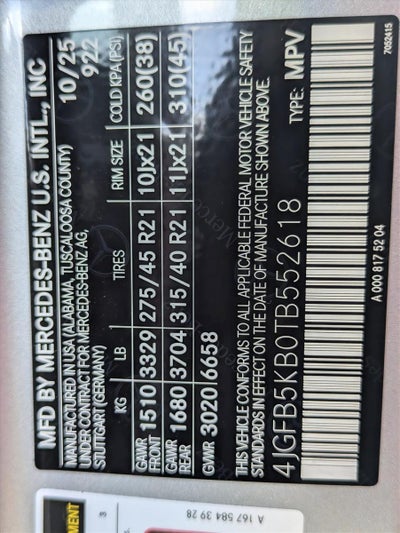 MFD BY MERCEDES-BENZ U.S. INTL., INC
MANUFACTURED IN USA (ALABAMA, TUSCALOOSA COUNTY) 10/25
UNDER CONTRACT FOR MERCEDES-BENZ AG, 922
STUTTGART (GERMANY)
KG LB TIRES RIM SIZE COLD KPA (PSI)
GAWR FRONT 1510 3329 275/45 R21 10Jx21 260(38)
GAWR REAR 1680 3704 315/40 R21 11Jx21 310(45)
GVWR 3020 6658
THIS VEHICLE CONFORMS TO ALL APPLICABLE FEDERAL MOTOR VEHICLE SAFETY
STANDARDS IN EFFECT ON THE DATE OF MANUFACTURE SHOWN ABOVE.
4JGFB5KB0TB552618 TYPE: MPV
A 000 817 52 04
7052415
A 167 584 39 28